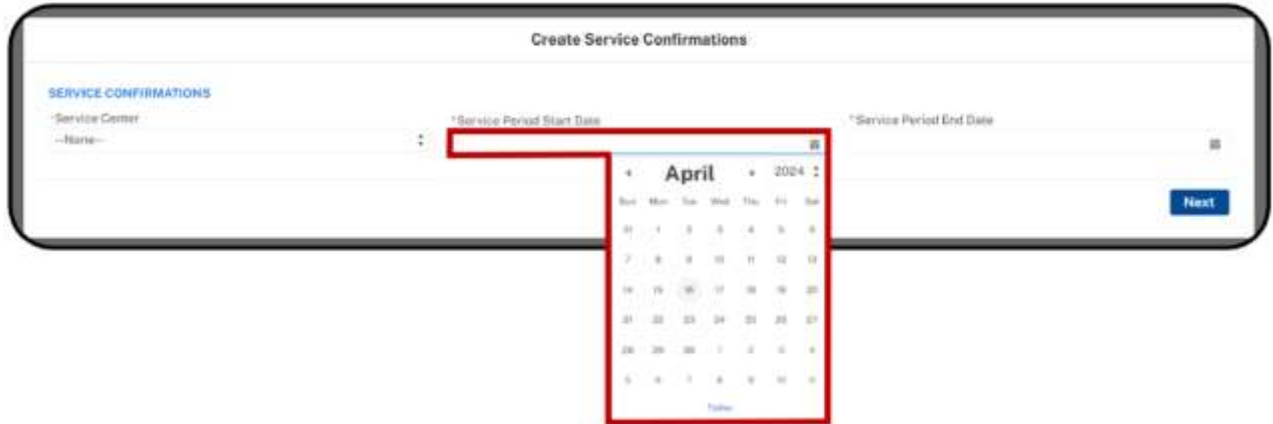 Create Service Confirmations
SERVICE CONFIRMATIONS
*Service Center
*Service Period Start Date
*Service Period End Date
--None--
April 2024
Sun Mon Tue Wed Thu Fri Sat
31 1 2 3 4 5 6
7 8 9 10 11 12 13
14 15 16 17 18 19 20
21 22 23 24 25 26 27
28 29 30 1 2 3 4
5 6 7 8 9 10 11
Today
Next